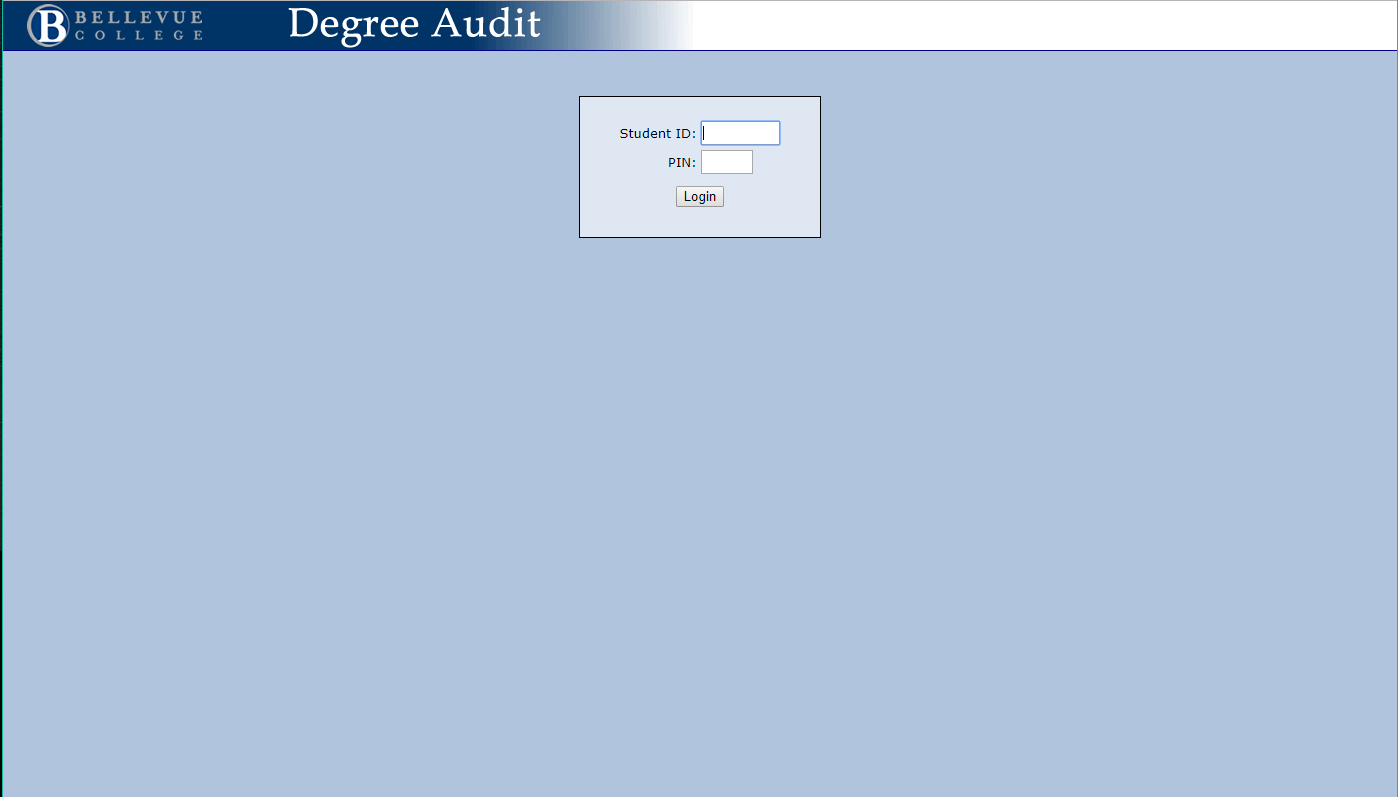 BELLEVUE
COLLEGE
Degree Audit
Student ID:
PIN:
Login